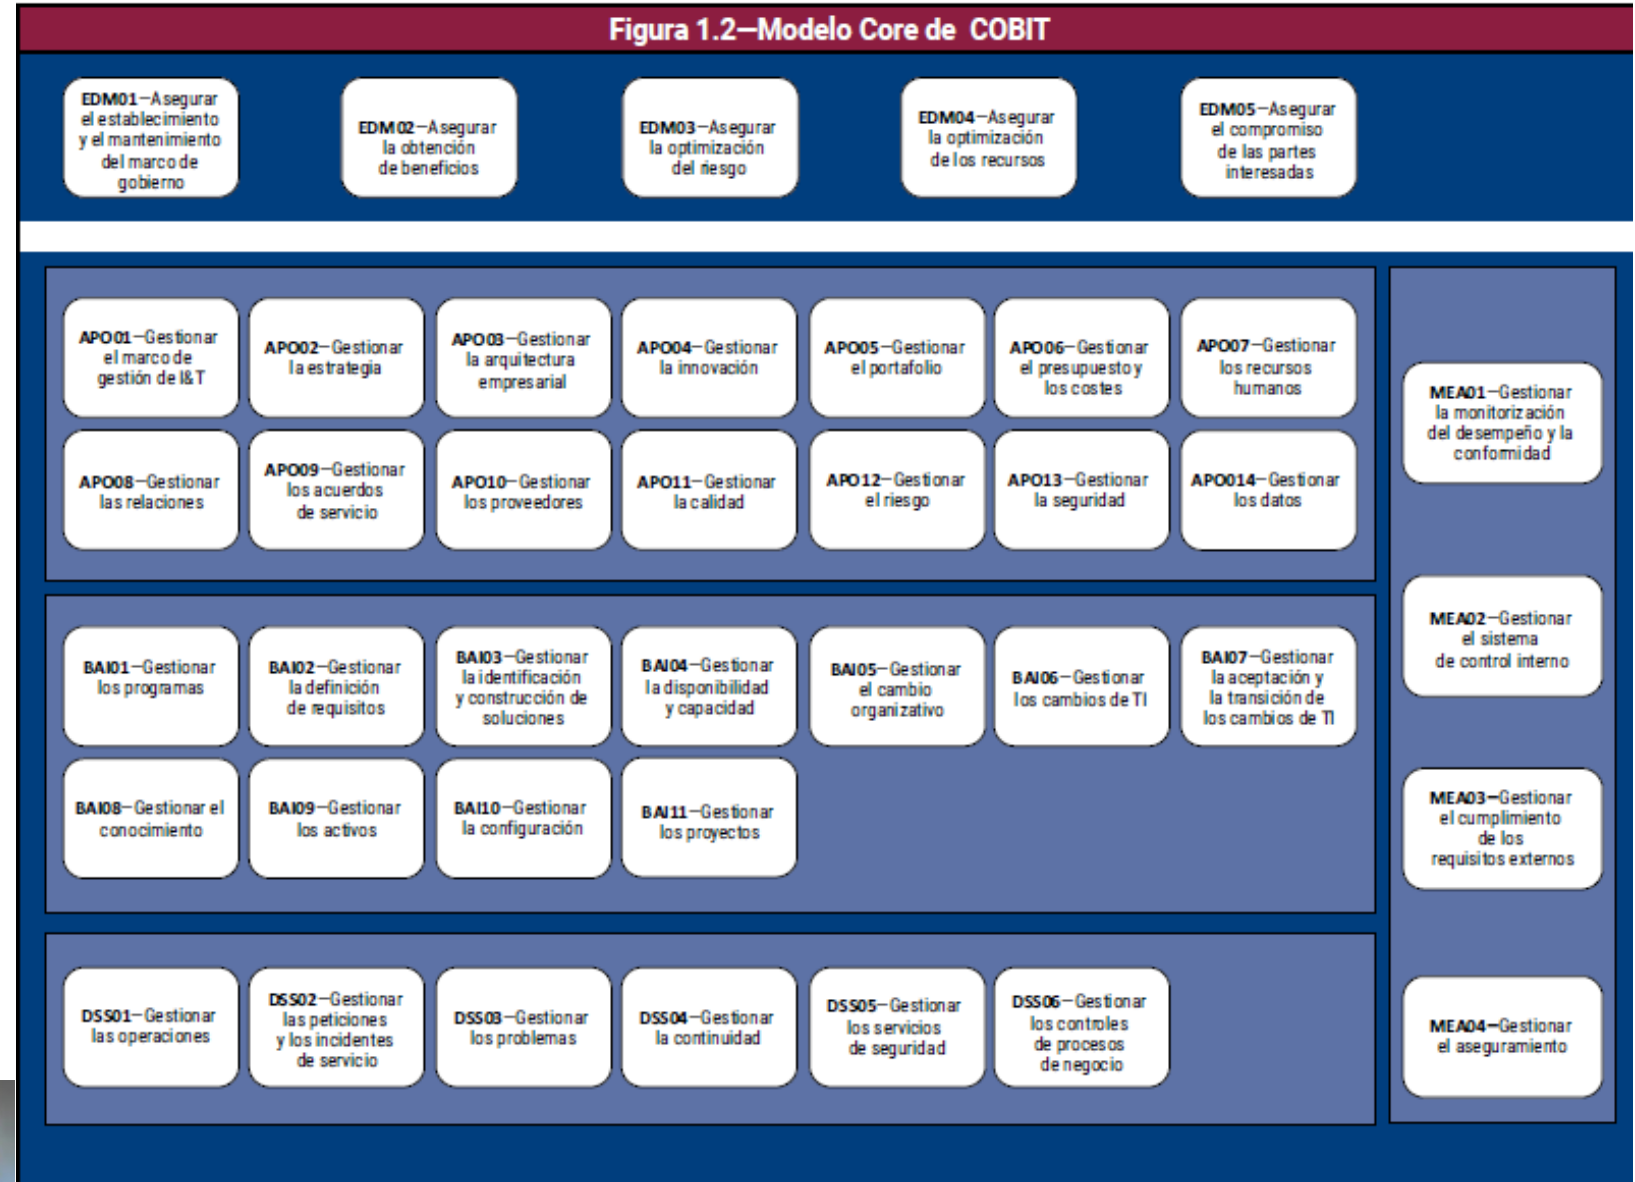 Figura 1.2—Modelo Core de COBIT
EDM01—Asegurar
el establecimiento
y el mantenimiento
del marco de
gobierno
EDM02—Asegurar
la obtención
de beneficios
EDM03—Asegurar
la optimización
del riesgo
EDM04—Asegurar
la optimización
de los recursos
EDM05—Asegurar
el compromiso
de las partes
interesadas
APO01—Gestionar
el marco de
gestión de I&T
APO02—Gestionar
la estrategia
APO03—Gestionar
la arquitectura
empresarial
APO04—Gestionar
la innovación
APO05—Gestionar
el portafolio
APO06—Gestionar
el presupuesto y
los costes
APO07—Gestionar
los recursos
humanos
APO08—Gestionar
las relaciones
APO09—Gestionar
los acuerdos
de servicio
APO10—Gestionar
los proveedores
APO11—Gestionar
la calidad
APO12—Gestionar
el riesgo
APO13—Gestionar
la seguridad
APO014—Gestionar
los datos
BAI01—Gestionar
los programas
BAI02—Gestionar
la definición
de requisitos
BAI03—Gestionar
la identificación
y construcción de
soluciones
BAI04—Gestionar
la disponibilidad
y capacidad
BAI05—Gestionar
el cambio
organizativo
BAI06—Gestionar
los cambios de TI
BAI07—Gestionar
la aceptación y
la transición de
los cambios de TI
BAI08—Gestionar el
conocimiento
BAI09—Gestionar
los activos
BAI10—Gestionar
la configuración
BAI11—Gestionar
los proyectos
DSS01—Gestionar
las operaciones
DSS02—Gestionar
las peticiones
y los incidentes
de servicio
DSS03—Gestionar
los problemas
DSS04—Gestionar
la continuidad
DSS05—Gestionar
los servicios
de seguridad
DSS06—Gestionar
los controles
de procesos
de negocio
MEA01—Gestionar
la monitorización
del desempeño y la
conformidad
MEA02—Gestionar
el sistema
de control interno
MEA03—Gestionar
el cumplimiento
de los
requisitos externos
MEA04—Gestionar
el aseguramiento